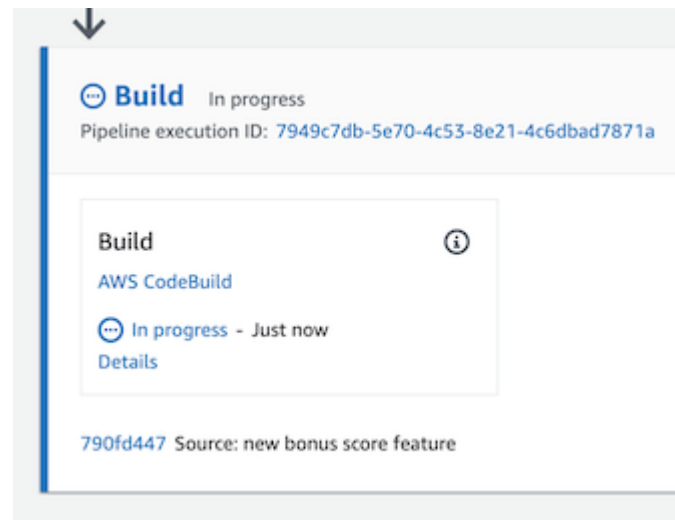 Build In progress
Pipeline execution ID: 7949c7db-5e70-4c53-8e21-4c6dbad7871a
Build
AWS CodeBuild
In progress - Just now
Details
790fd447 Source: new bonus score feature